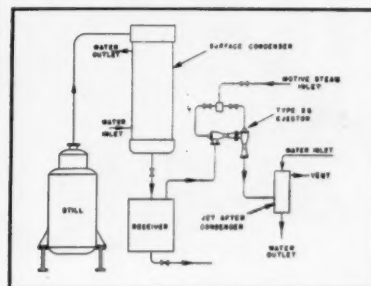 WATER
OUTLET
SURFACE CONDENSER
MOTIVE STEAM
INLET
TYPE
EJECTOR
WATER
INLET
WATER INLET
VENT
STILL
RECEIVER
JET AFTER
CONDENSER
WATER
OUTLET